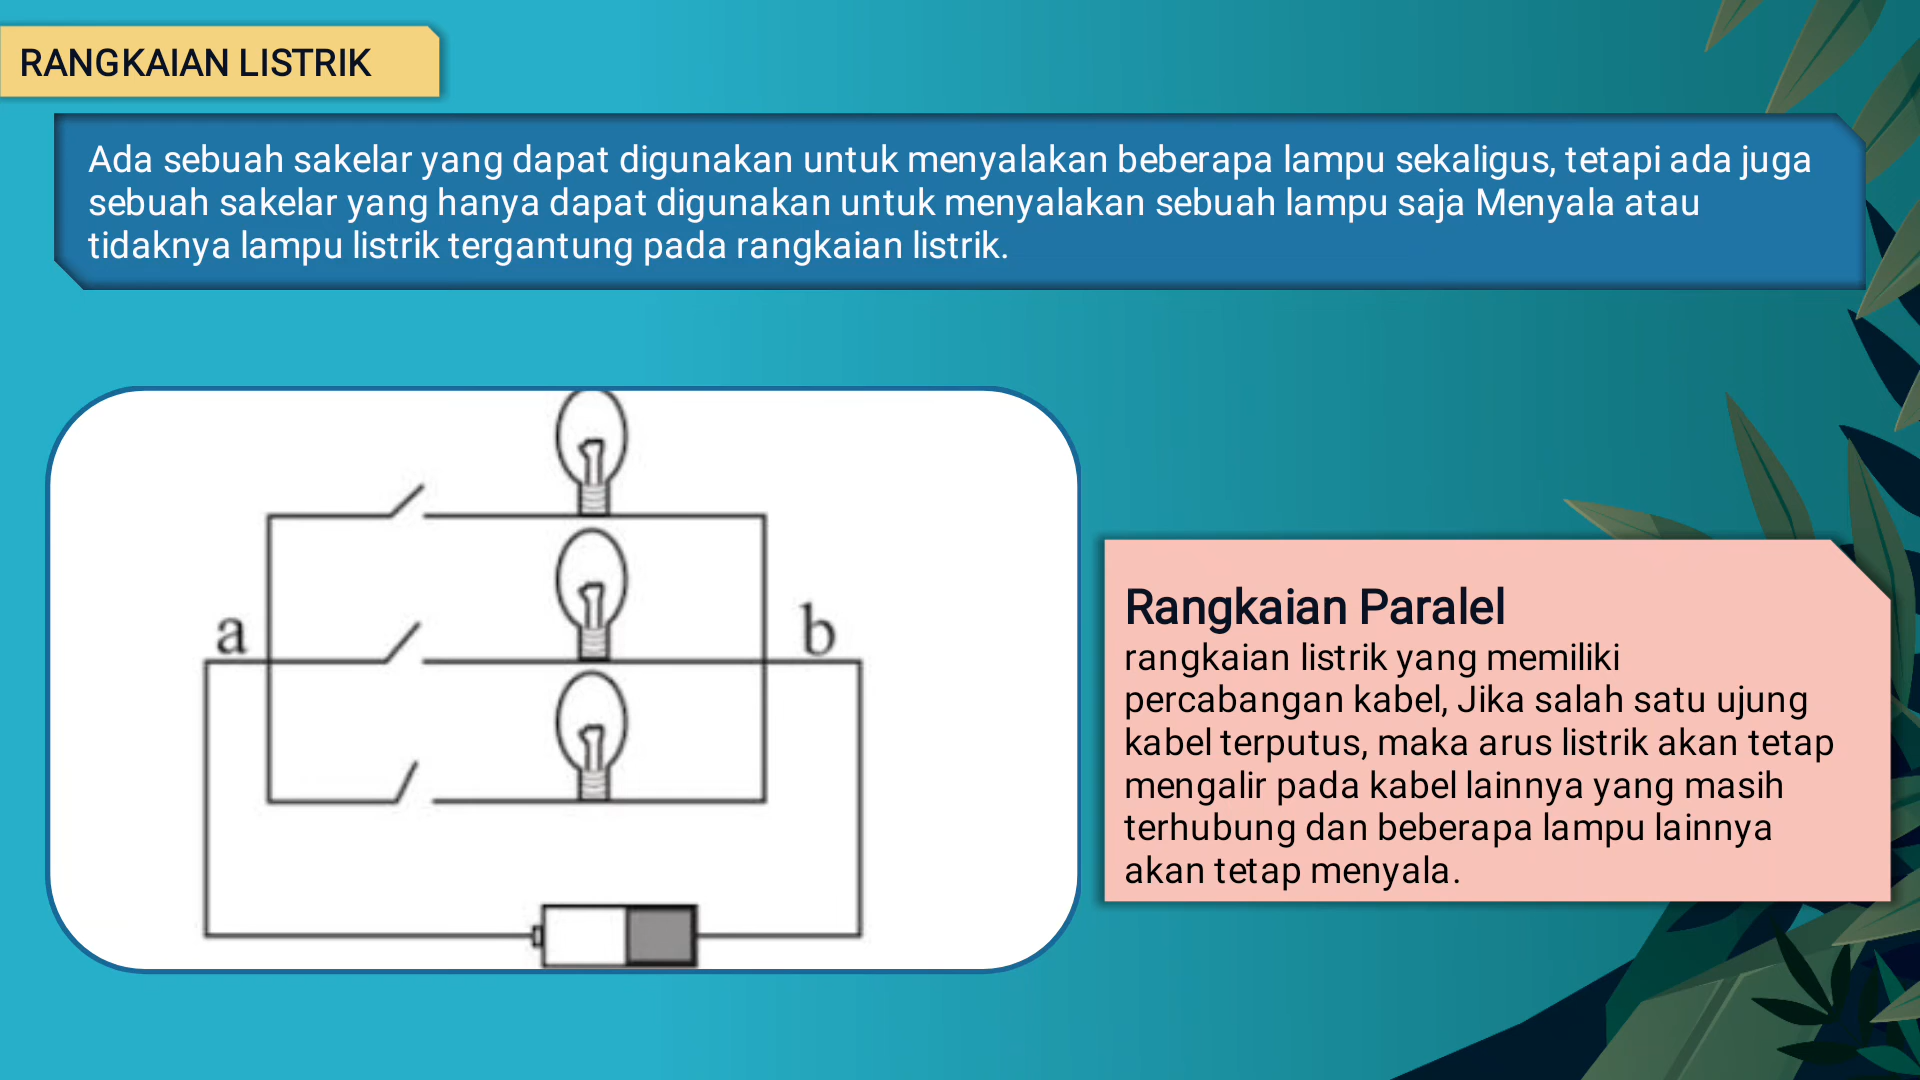 RANGKAIAN LISTRIK
Ada sebuah sakelar yang dapat digunakan untuk menyalakan beberapa lampu sekaligus, tetapi ada juga
sebuah sakelar yang hanya dapat digunakan untuk menyalakan sebuah lampu saja Menyala atau
tidaknya lampu listrik tergantung pada rangkaian listrik.
a
b
Rangkaian Paralel
rangkaian listrik yang memiliki
percabangan kabel, Jika salah satu ujung
kabel terputus, maka arus listrik akan tetap
mengalir pada kabel lainnya yang masih
terhubung dan beberapa lampu lainnya
akan tetap menyala.